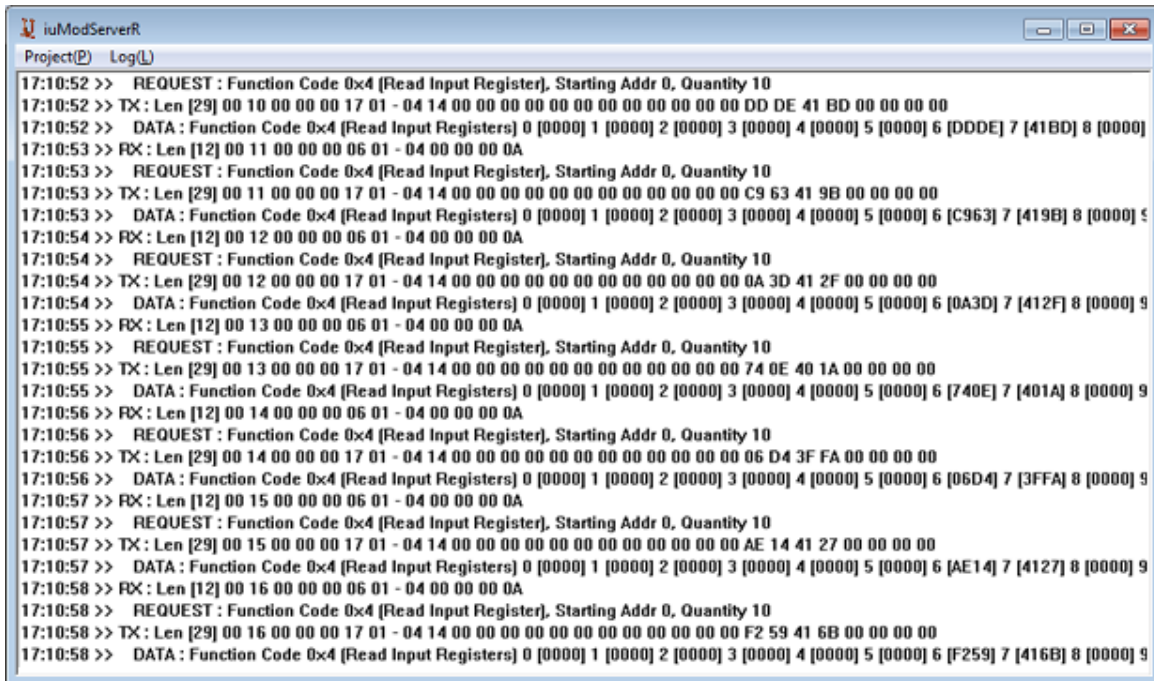 iuModServerR
Project(P) Log(L)
17:10:52 >> REQUEST : Function Code 0x4 (Read Input Register), Starting Addr 0, Quantity 10
17:10:52 >> TX : Len [29] 00 10 00 00 00 17 01 - 04 14 00 00 00 00 00 00 00 00 00 00 00 00 DD DE 41 BD 00 00 00 00
17:10:52 >> DATA : Function Code 0x4 (Read Input Registers) 0 [0000] 1 [0000] 2 [0000] 3 [0000] 4 [0000] 5 [0000] 6 [DDDE] 7 [41BD] 8 [0000]
17:10:53 >> RX : Len [12] 00 11 00 00 00 06 01 - 04 00 00 00 0A
17:10:53 >> REQUEST : Function Code 0x4 (Read Input Register), Starting Addr 0, Quantity 10
17:10:53 >> TX : Len [29] 00 11 00 00 00 17 01 - 04 14 00 00 00 00 00 00 00 00 00 00 00 00 C9 63 41 9B 00 00 00 00
17:10:53 >> DATA : Function Code 0x4 (Read Input Registers) 0 [0000] 1 [0000] 2 [0000] 3 [0000] 4 [0000] 5 [0000] 6 [C963] 7 [419B] 8 [0000] 9
17:10:54 >> RX : Len [12] 00 12 00 00 00 06 01 - 04 00 00 00 0A
17:10:54 >> REQUEST : Function Code 0x4 (Read Input Register), Starting Addr 0, Quantity 10
17:10:54 >> TX : Len [29] 00 12 00 00 00 17 01 - 04 14 00 00 00 00 00 00 00 00 00 00 00 00 0A 3D 41 2F 00 00 00 00
17:10:54 >> DATA : Function Code 0x4 (Read Input Registers) 0 [0000] 1 [0000] 2 [0000] 3 [0000] 4 [0000] 5 [0000] 6 [0A3D] 7 [412F] 8 [0000] 9
17:10:55 >> RX : Len [12] 00 13 00 00 00 06 01 - 04 00 00 00 0A
17:10:55 >> REQUEST : Function Code 0x4 (Read Input Register), Starting Addr 0, Quantity 10
17:10:55 >> TX : Len [29] 00 13 00 00 00 17 01 - 04 14 00 00 00 00 00 00 00 00 00 00 00 00 74 0E 40 1A 00 00 00 00
17:10:55 >> DATA : Function Code 0x4 (Read Input Registers) 0 [0000] 1 [0000] 2 [0000] 3 [0000] 4 [0000] 5 [0000] 6 [740E] 7 [401A] 8 [0000] 9
17:10:56 >> RX : Len [12] 00 14 00 00 00 06 01 - 04 00 00 00 0A
17:10:56 >> REQUEST : Function Code 0x4 (Read Input Register), Starting Addr 0, Quantity 10
17:10:56 >> TX : Len [29] 00 14 00 00 00 17 01 - 04 14 00 00 00 00 00 00 00 00 00 00 00 00 06 D4 3F FA 00 00 00 00
17:10:56 >> DATA : Function Code 0x4 (Read Input Registers) 0 [0000] 1 [0000] 2 [0000] 3 [0000] 4 [0000] 5 [0000] 6 [06D4] 7 [3FFA] 8 [0000] 9
17:10:57 >> RX : Len [12] 00 15 00 00 00 06 01 - 04 00 00 00 0A
17:10:57 >> REQUEST : Function Code 0x4 (Read Input Register), Starting Addr 0, Quantity 10
17:10:57 >> TX : Len [29] 00 15 00 00 00 17 01 - 04 14 00 00 00 00 00 00 00 00 00 00 00 00 AE 14 41 27 00 00 00 00
17:10:57 >> DATA : Function Code 0x4 (Read Input Registers) 0 [0000] 1 [0000] 2 [0000] 3 [0000] 4 [0000] 5 [0000] 6 [AE14] 7 [4127] 8 [0000] 9
17:10:58 >> RX : Len [12] 00 16 00 00 00 06 01 - 04 00 00 00 0A
17:10:58 >> REQUEST : Function Code 0x4 (Read Input Register), Starting Addr 0, Quantity 10
17:10:58 >> TX : Len [29] 00 16 00 00 00 17 01 - 04 14 00 00 00 00 00 00 00 00 00 00 00 00 F2 59 41 6B 00 00 00 00
17:10:58 >> DATA : Function Code 0x4 (Read Input Registers) 0 [0000] 1 [0000] 2 [0000] 3 [0000] 4 [0000] 5 [0000] 6 [F259] 7 [416B] 8 [0000] 9